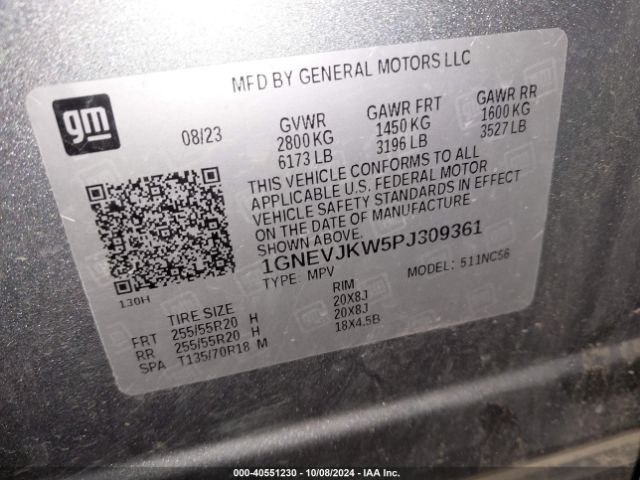 MFD BY GENERAL MOTORS LLC
gm
08/23
GVWR
2800 KG
6173 LB
GAWR FRT
1450 KG
3196 LB
GAWR RR
1600 KG
3527 LB
THIS VEHICLE CONFORMS TO ALL
APPLICABLE U.S. FEDERAL MOTOR
VEHICLE SAFETY STANDARDS IN EFFECT
ON THE DATE OF MANUFACTURE
SHOWN ABOVE.
1GNEVJKW5PJ309361
TYPE: MPV MODEL: 511NC56
130H
TIRE SIZE RIM
FRT 255/55R20 H 20X8J
RR 255/55R20 H 20X8J
SPA T135/70R18 M 18X4.5B
000-40551230 - 10/08/2024 - IAA Inc.